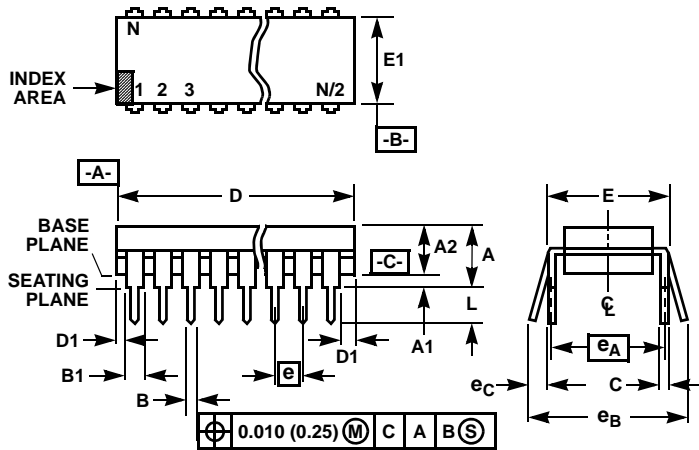 N
E1
INDEX
AREA
1 2 3 N/2
-B-
-A-
D
E
BASE
PLANE
A2
A
-C-
SEATING
PLANE
L
C L
D1
A1
D1
eA
B1
e
eC
C
B
eB
0.010 (0.25) M C A B S